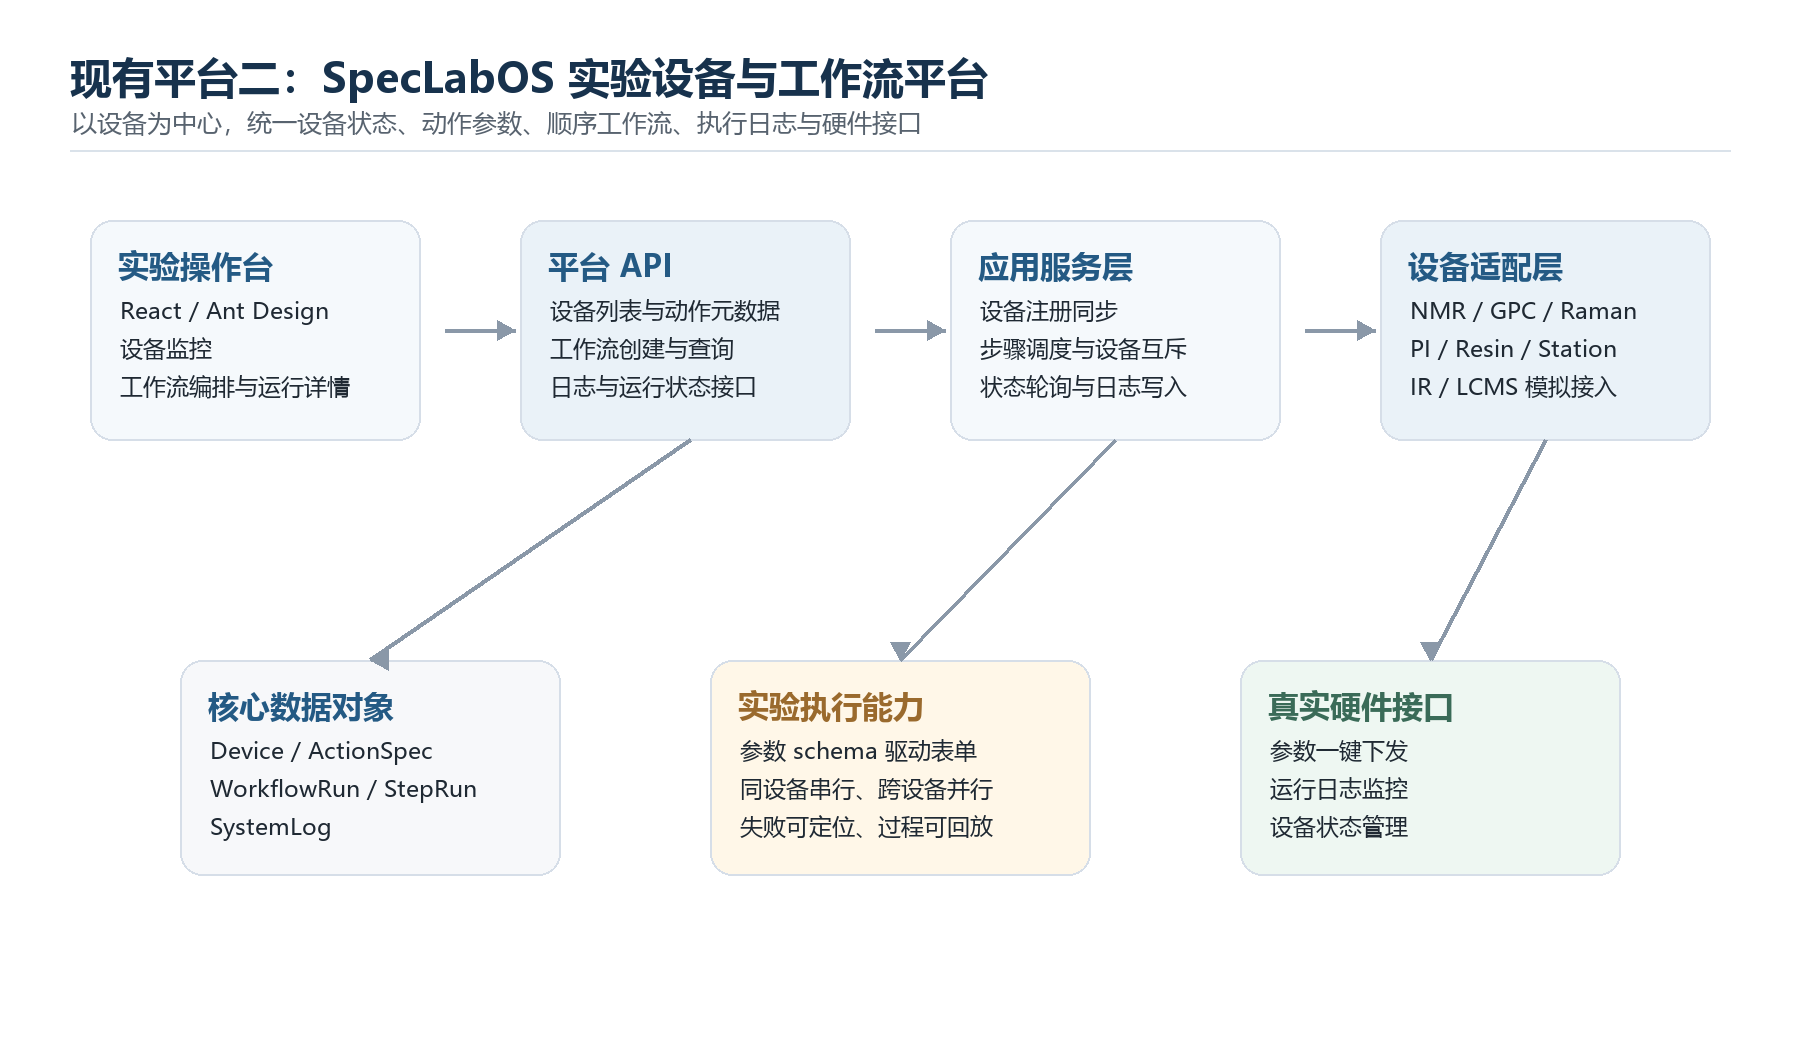 现有平台二：SpecLabOS 实验设备与工作流平台
以设备为中心，统一设备状态、动作参数、顺序工作流、执行日志与硬件接口
实验操作台
React / Ant Design
设备监控
工作流编排与运行详情
平台 API
设备列表与动作元数据
工作流创建与查询
日志与运行状态接口
应用服务层
设备注册同步
步骤调度与设备互斥
状态轮询与日志写入
设备适配层
NMR / GPC / Raman
PI / Resin / Station
IR / LCMS 模拟接入
核心数据对象
Device / ActionSpec
WorkflowRun / StepRun
SystemLog
实验执行能力
参数 schema 驱动表单
同设备串行、跨设备并行
失败可定位、过程可回放
真实硬件接口
参数一键下发
运行日志监控
设备状态管理